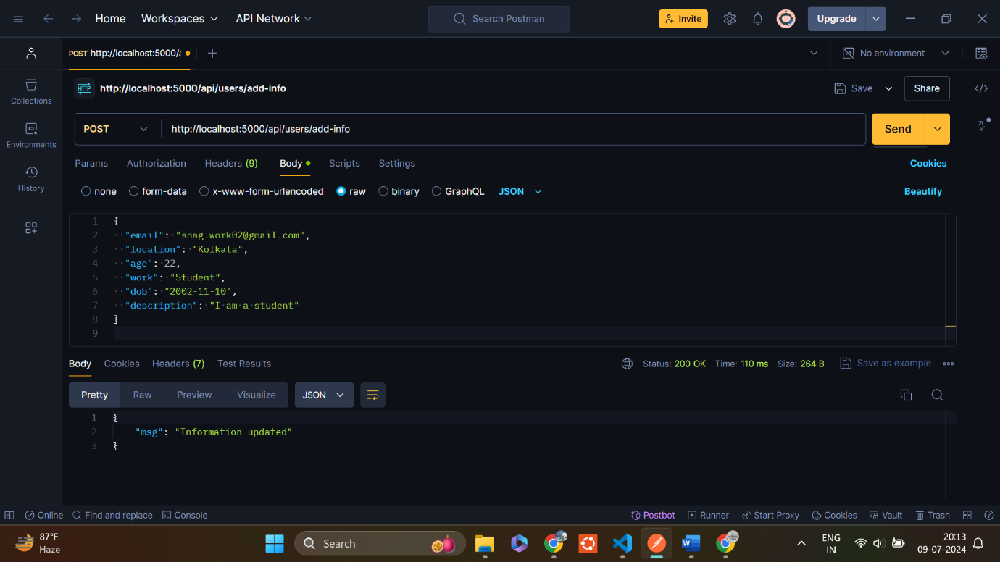 Home Workspaces API Network Search Postman Invite Upgrade
POST http://localhost:5000/a No environment
HTTP http://localhost:5000/api/users/add-info Save Share
POST http://localhost:5000/api/users/add-info Send
Collections
Environments
History
Params Authorization Headers (9) Body Scripts Settings Cookies
none form-data x-www-form-urlencoded raw binary GraphQL JSON Beautify
1 {
2 "email": "snag.work02@gmail.com",
3 "location": "Kolkata",
4 "age": 22,
5 "work": "Student",
6 "dob": "2002-11-10",
7 "description": "I am a student"
8 }
9
Body Cookies Headers (7) Test Results Status: 200 OK Time: 110 ms Size: 264 B Save as example
Pretty Raw Preview Visualize JSON
1 {
2 "msg": "Information updated"
3 }
Online Find and replace Console Postbot Runner Start Proxy Cookies Vault Trash
87°F
Haze
Search
ENG
IN
20:13
09-07-2024